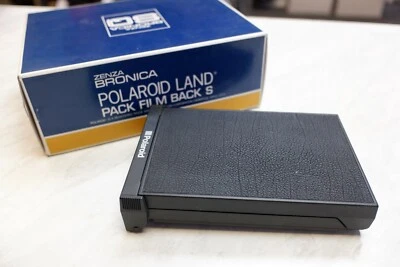 ZENZA
BRONICA
POLAROID LAND®
PACK FILM BACK S
Polaroid